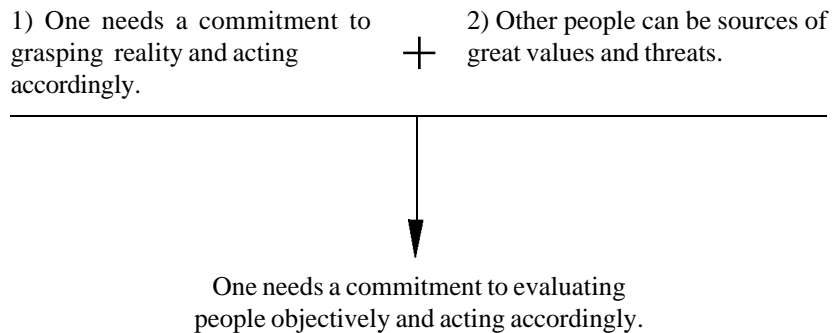 1) One needs a commitment to
grasping reality and acting
accordingly.
+
2) Other people can be sources of
great values and threats.
One needs a commitment to evaluating
people objectively and acting accordingly.